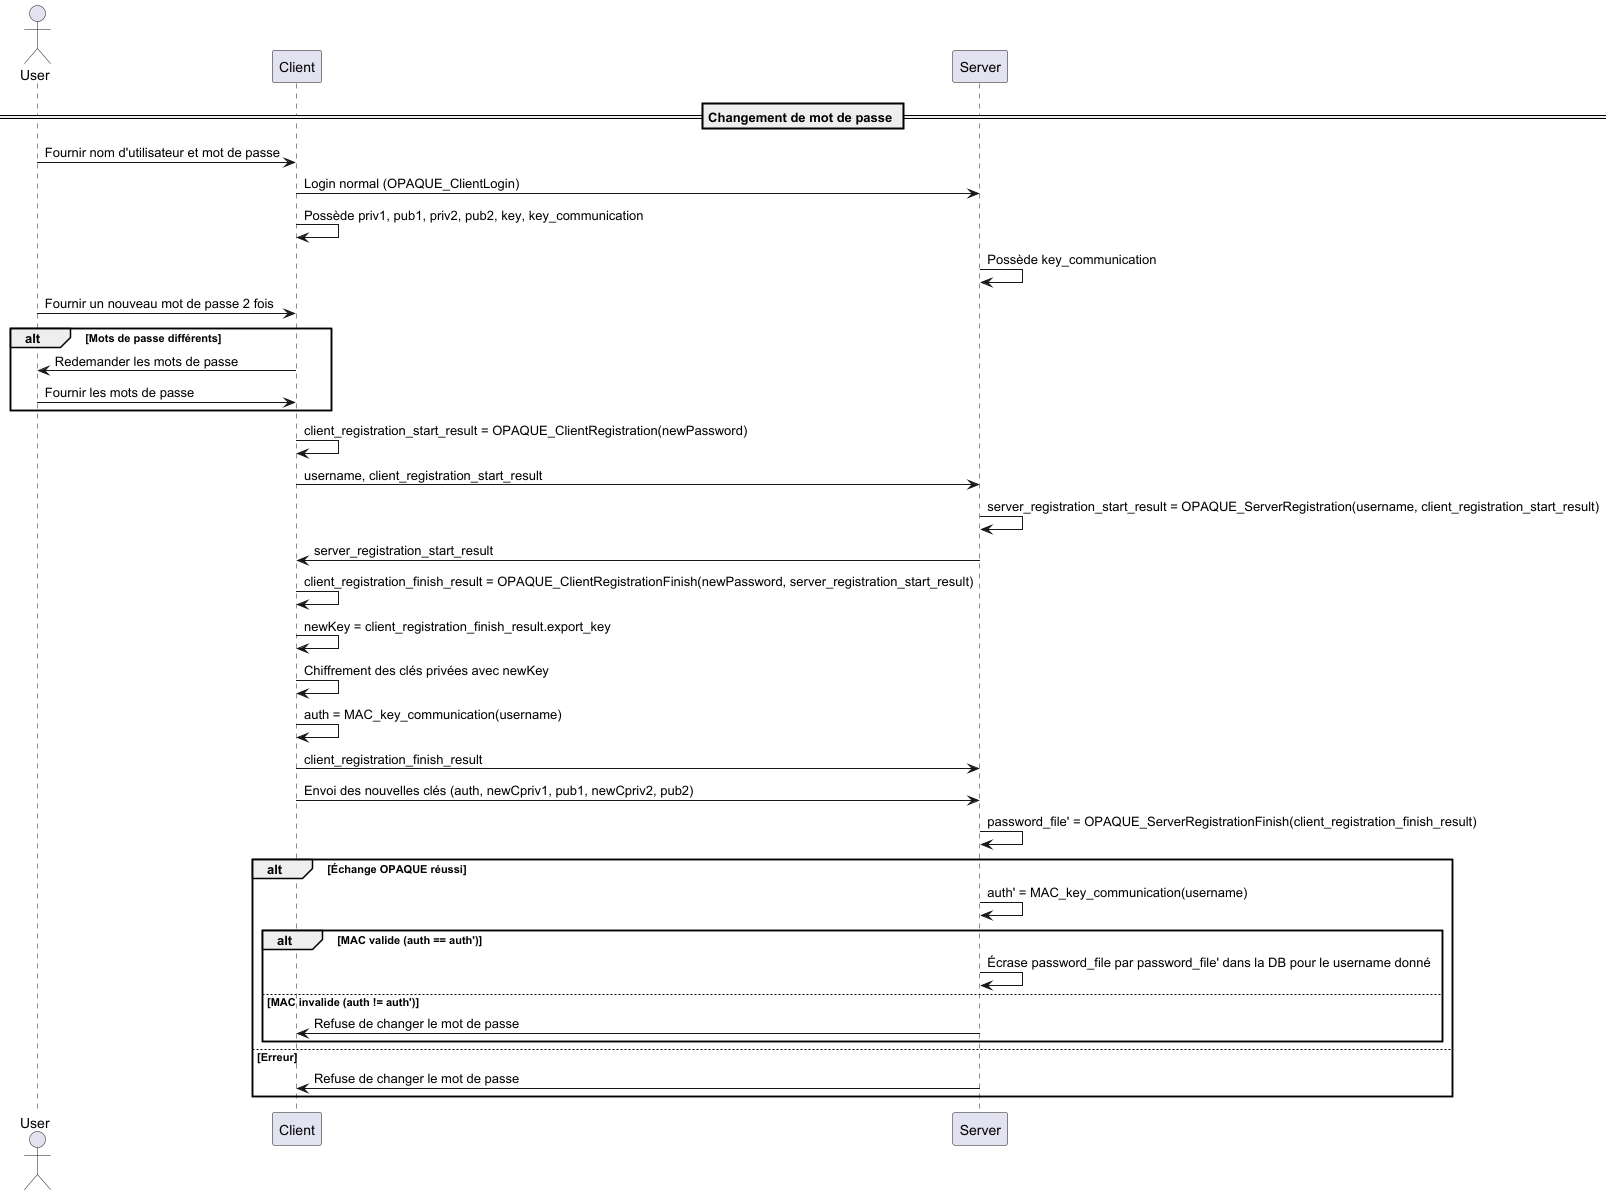 User
Client
Server
Changement de mot de passe
Fournir nom d'utilisateur et mot de passe
Login normal (OPAQUE_ClientLogin)
Possède priv1, pub1, priv2, pub2, key, key_communication
Possède key_communication
Fournir un nouveau mot de passe 2 fois
alt [Mots de passe différents]
Redemander les mots de passe
Fournir les mots de passe
client_registration_start_result = OPAQUE_ClientRegistration(newPassword)
username, client_registration_start_result
server_registration_start_result = OPAQUE_ServerRegistration(username, client_registration_start_result)
server_registration_start_result
client_registration_finish_result = OPAQUE_ClientRegistrationFinish(newPassword, server_registration_start_result)
newKey = client_registration_finish_result.export_key
Chiffrement des clés privées avec newKey
auth = MAC_key_communication(username)
client_registration_finish_result
Envoi des nouvelles clés (auth, newCpriv1, pub1, newCpriv2, pub2)
password_file' = OPAQUE_ServerRegistrationFinish(client_registration_finish_result)
alt [Échange OPAQUE réussi]
auth' = MAC_key_communication(username)
alt [MAC valide (auth == auth')]
Écrase password_file par password_file' dans la DB pour le username donné
[MAC invalide (auth != auth')]
Refuse de changer le mot de passe
[Erreur]
Refuse de changer le mot de passe
User
Client
Server